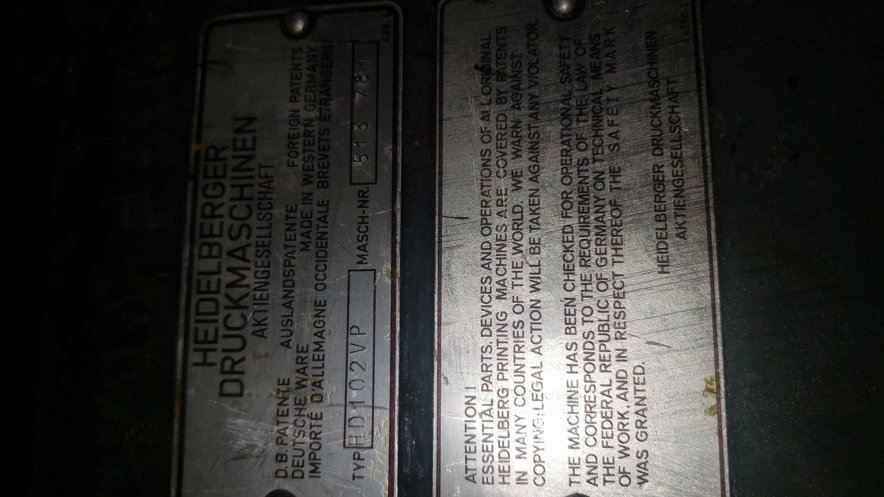 HEIDELBERGER
DRUCKMASCHINEN
AKTIENGESELLSCHAFT
D.B. PATENTE AUSLANDSPATENTE FOREIGN PATENTS
DEUTSCHE WARE MADE IN WESTERN GERMANY
IMPORTÉ D'ALLEMAGNE OCCIDENTALE BREVETS ÉTRANGERS
TYP HD102VP MASCH-NR. 513 781
ATTENTION!
ESSENTIAL PARTS, DEVICES AND OPERATIONS OF ALL ORIGINAL
HEIDELBERG PRINTING MACHINES ARE COVERED BY PATENTS
IN MANY COUNTRIES OF THE WORLD. WE WARN AGAINST
COPYING: LEGAL ACTION WILL BE TAKEN AGAINST ANY VIOLATOR.
THE MACHINE HAS BEEN CHECKED FOR OPERATIONAL SAFETY
AND CORRESPONDS TO THE REQUIREMENTS OF THE LAW OF
THE FEDERAL REPUBLIC OF GERMANY ON TECHNICAL MEANS
OF WORK, AND IN RESPECT THEREOF THE SAFETY MARK
WAS GRANTED.
HEIDELBERGER DRUCKMASCHINEN
AKTIENGESELLSCHAFT